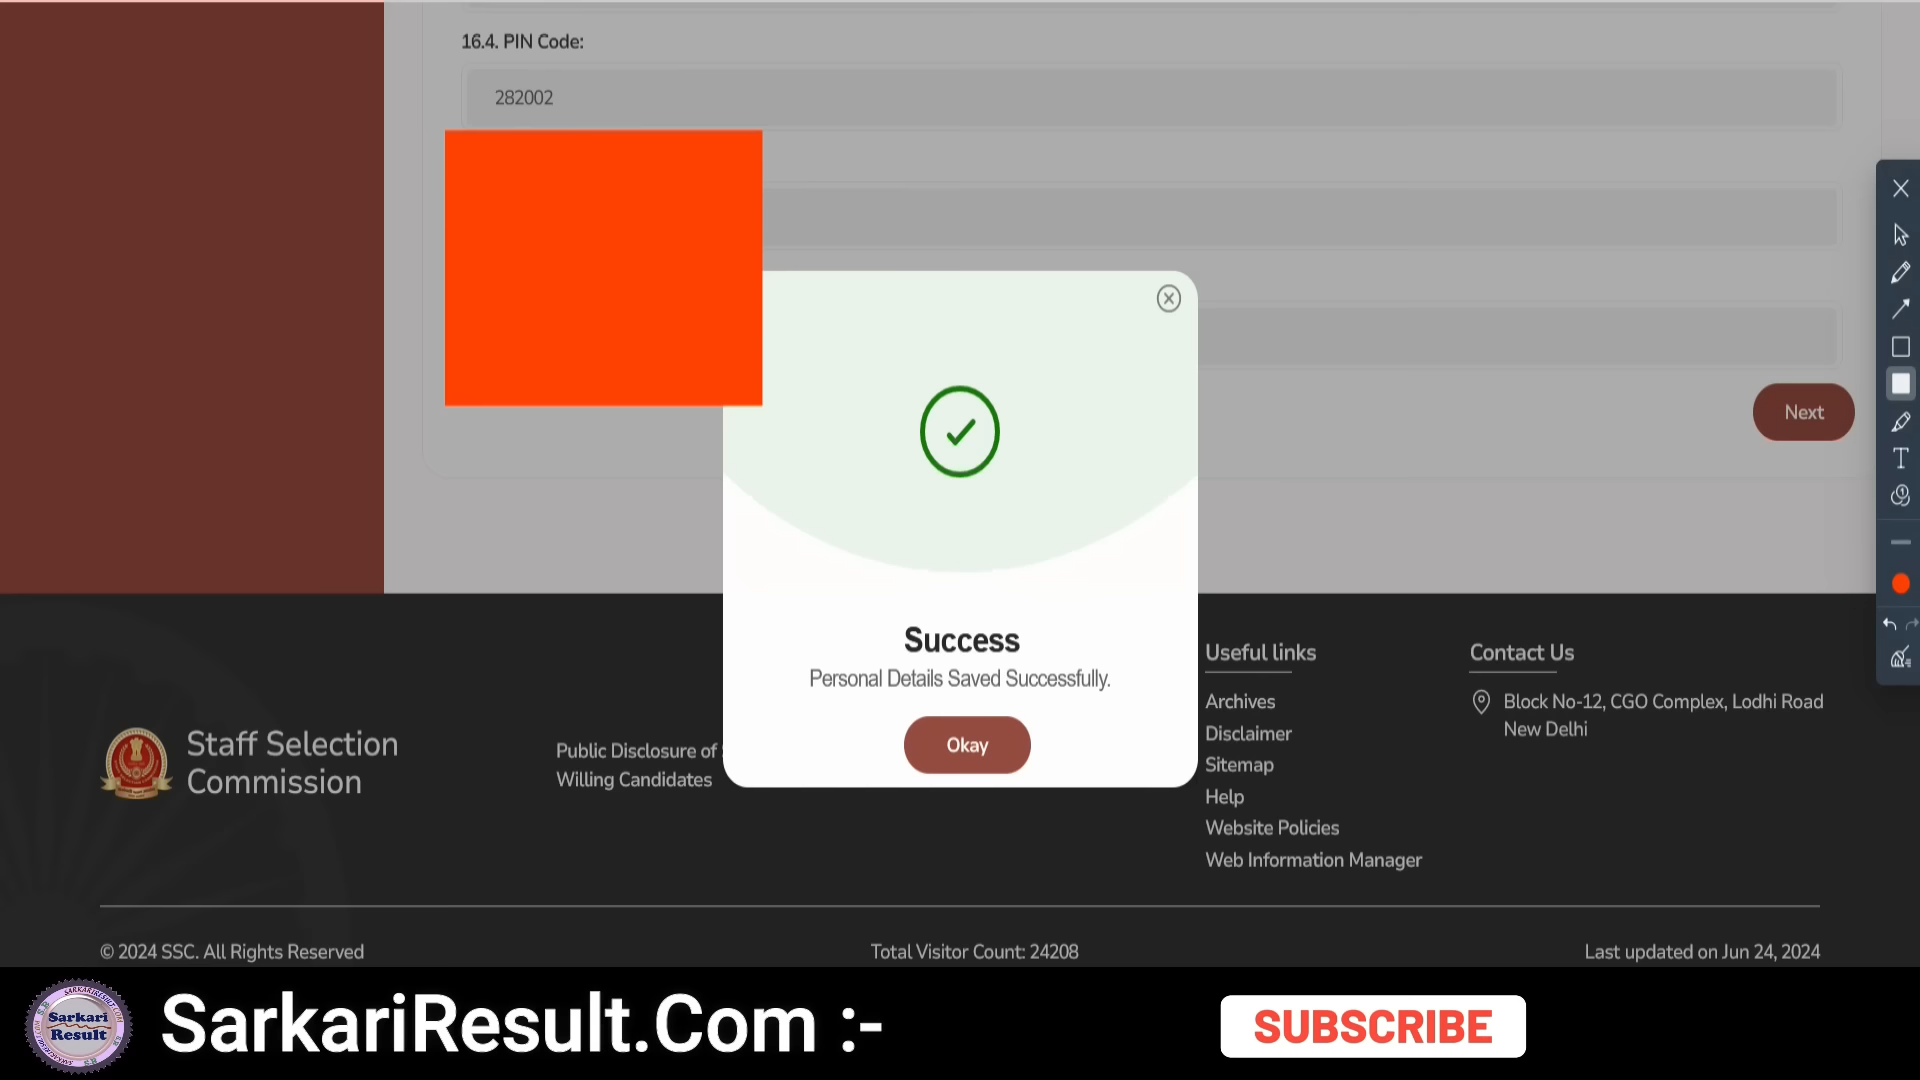 16.4. PIN Code:
282002
Next
Success
Personal Details Saved Successfully.
Okay
Staff Selection
Commission
Public Disclosure of
Willing Candidates
Useful links
Archives
Disclaimer
Sitemap
Help
Website Policies
Web Information Manager
Contact Us
Block No-12, CGO Complex, Lodhi Road
New Delhi
© 2024 SSC. All Rights Reserved
Total Visitor Count: 24208
Last updated on Jun 24, 2024
Sarkari
Result
SarkariResult.Com :-
SUBSCRIBE